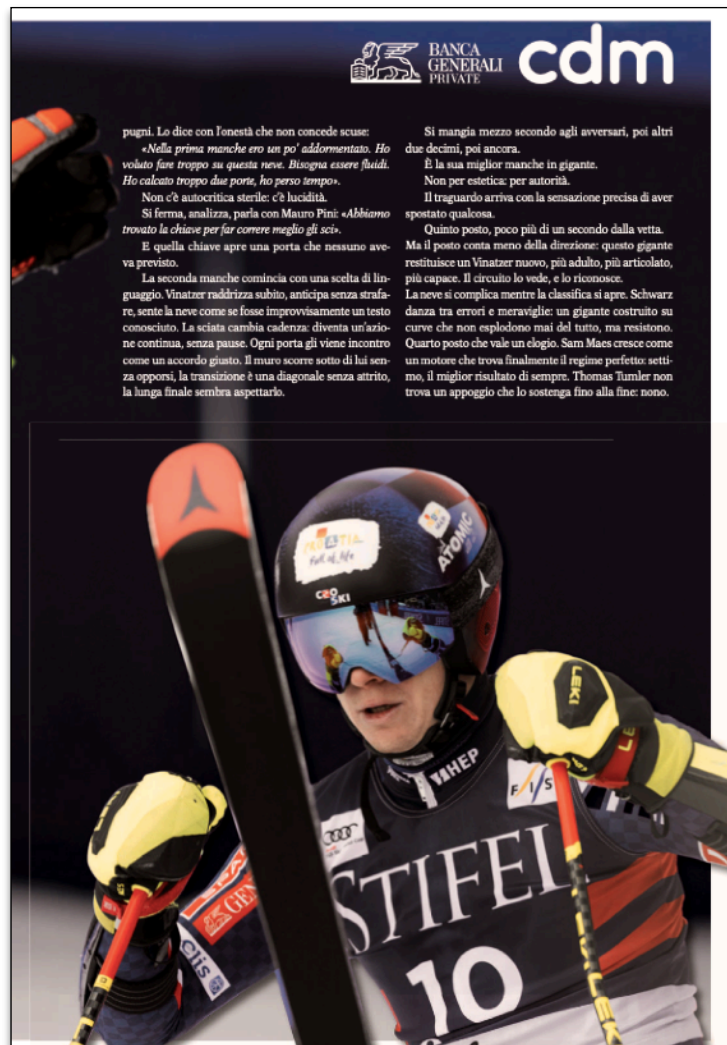 BANCA
GENERALI
PRIVATE
cdm
pugni. Lo dice con l'onestà che non concede scuse:
«Nella prima manche ero un po' addormentato. Ho
voluto fare troppo su questa neve. Bisogna essere fluidi.
Ho calcato troppo due porte, ho perso tempo».
Non c'è autocritica sterile: c'è lucidità.
Si ferma, analizza, parla con Mauro Pini: «Abbiamo
trovato la chiave per far correre meglio gli sci».
E quella chiave apre una porta che nessuno ave-
va previsto.
La seconda manche comincia con una scelta di lin-
guaggio. Vinatzer raddrizza subito, anticipa senza strafa-
re, sente la neve come se fosse improvvisamente un testo
conosciuto. La sciata cambia cadenza: diventa un'azio-
ne continua, senza pause. Ogni porta gli viene incontro
come un accordo giusto. Il muro scorre sotto di lui sen-
za opporsi, la transizione è una diagonale senza attrito,
la lunga finale sembra aspettarlo.
Si mangia mezzo secondo agli avversari, poi altri
due decimi, poi ancora.
È la sua miglior manche in gigante.
Non per estetica: per autorità.
Il traguardo arriva con la sensazione precisa di aver
spostato qualcosa.
Quinto posto, poco più di un secondo dalla vetta.
Ma il posto conta meno della direzione: questo gigante
restituisce un Vinatzer nuovo, più adulto, più articolato,
più capace. Il circuito lo vede, e lo riconosce.
La neve si complica mentre la classifica si apre. Schwarz
danza tra errori e meraviglie: un gigante costruito su
curve che non esplodono mai del tutto, ma resistono.
Quarto posto che vale un elogio. Sam Maes cresce come
un motore che trova finalmente il regime perfetto: setti-
mo, il miglior risultato di sempre. Thomas Tumler non
trova un appoggio che lo sostenga fino alla fine: nono.
CROATIA
Full of life
ATOMIC
CRO
SKI
LEKI
HEP
FIS
STIFEL
GEN
clis
10
LEKI